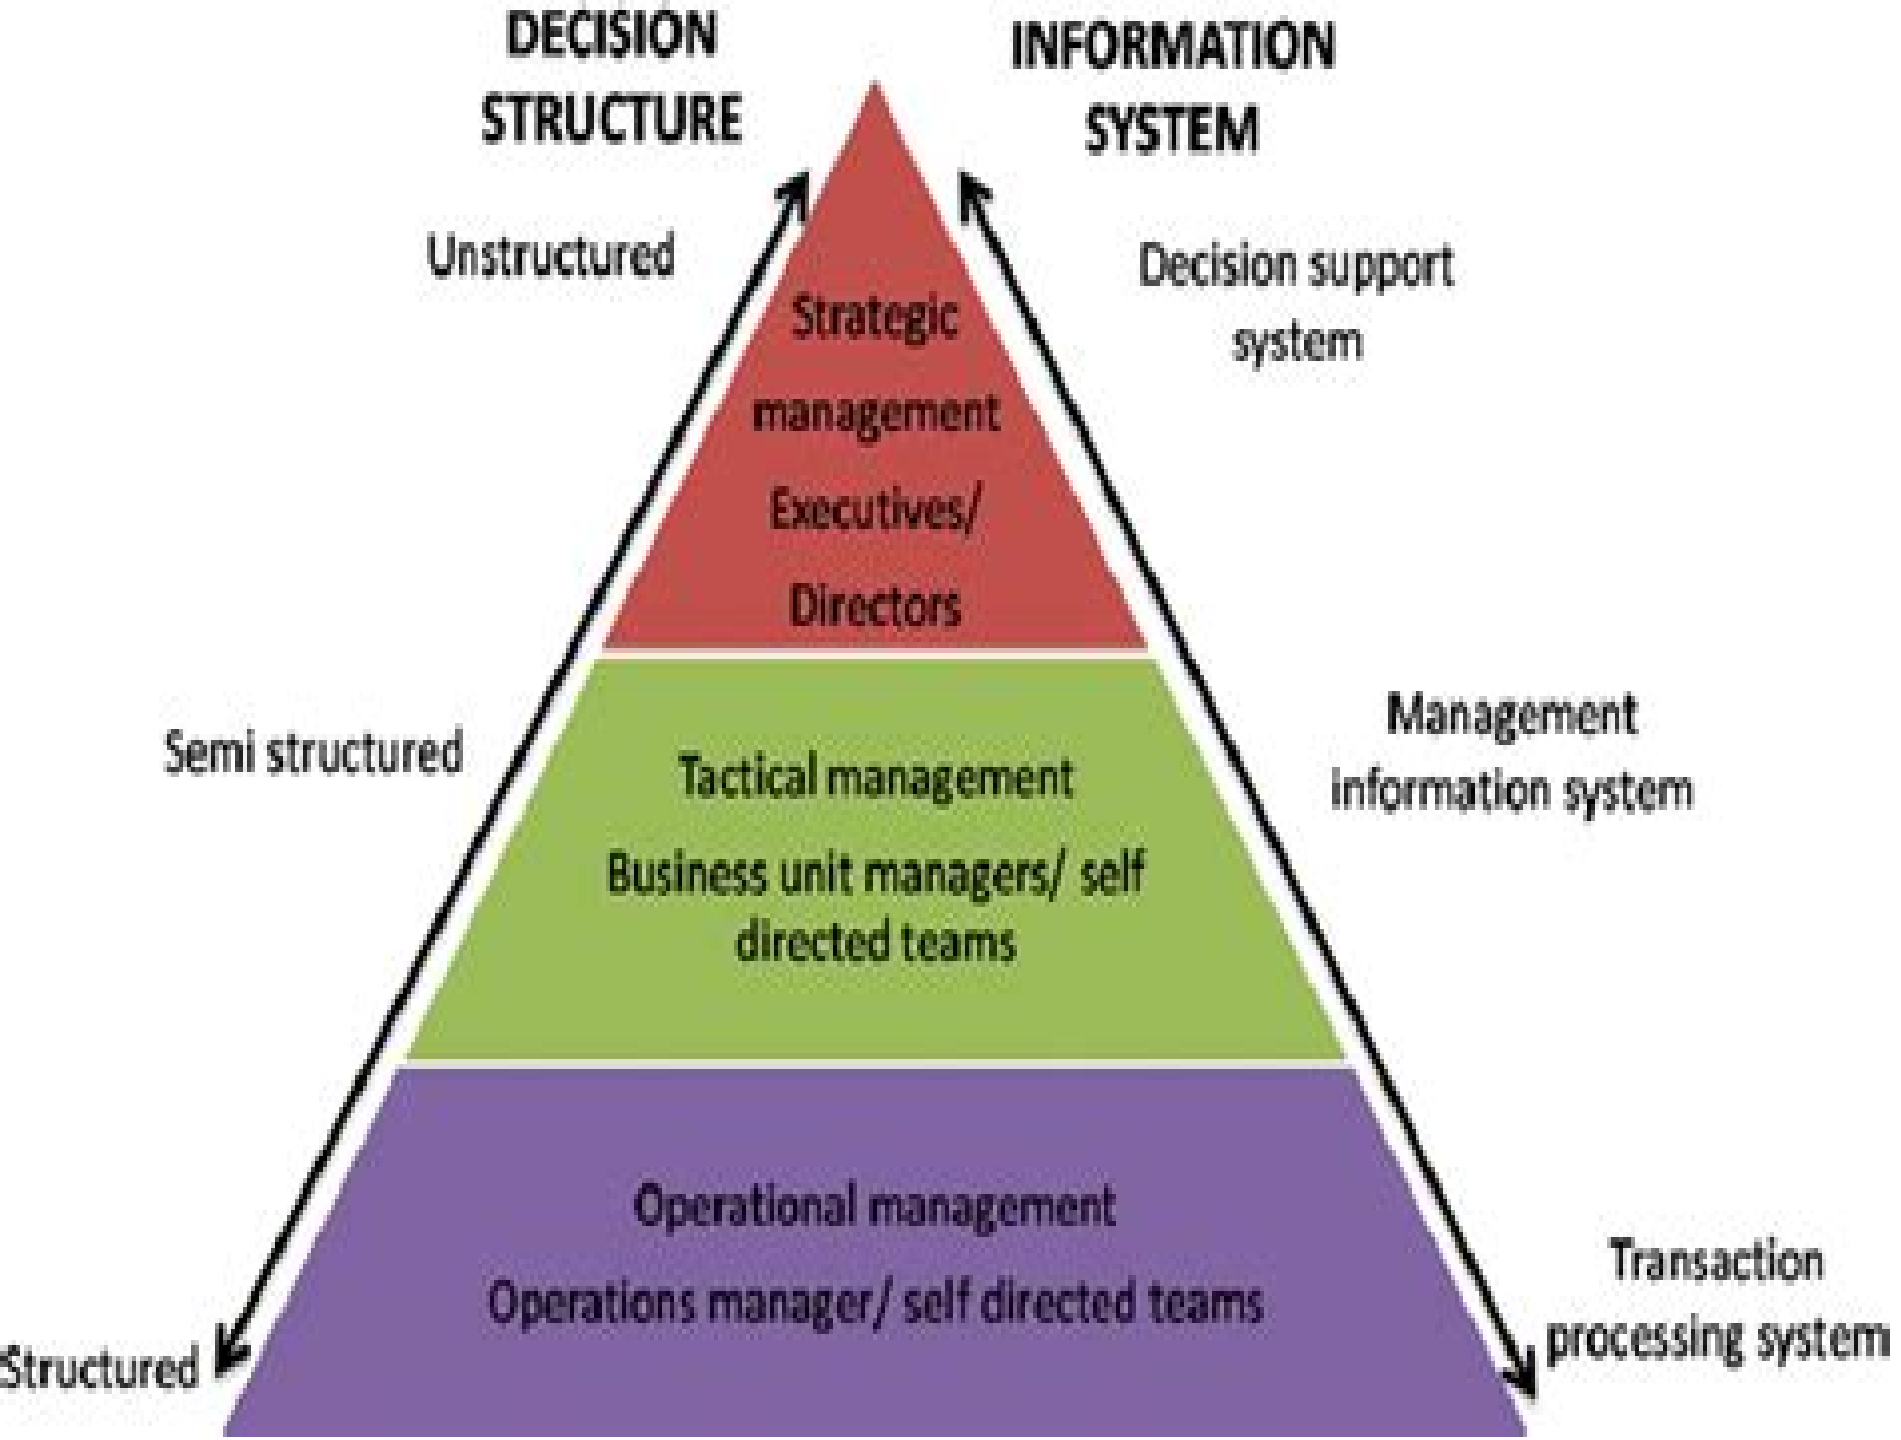 DECISION
STRUCTURE
INFORMATION
SYSTEM
Unstructured
Decision support
system
Strategic
management
Executives/
Directors
Semi structured
Management
information system
Tactical management
Business unit managers/ self
directed teams
Operational management
Operations manager/ self directed teams
Structured
Transaction
processing system